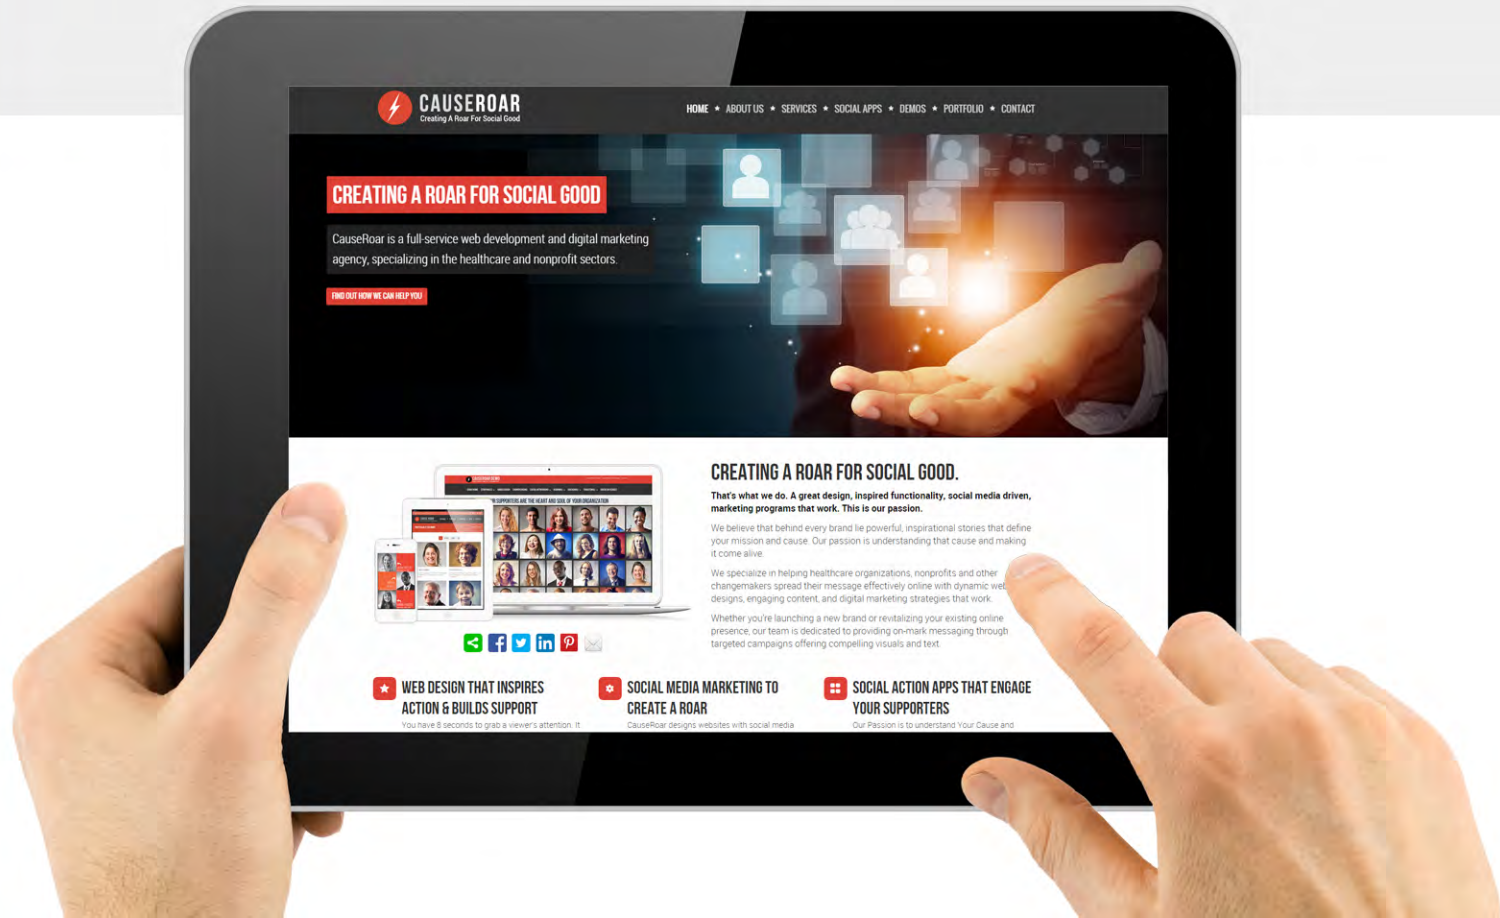 CAUSEROAR
Creating A Roar For Social Good
HOME ★ ABOUT US ★ SERVICES ★ SOCIAL APPS ★ DEMOS ★ PORTFOLIO ★ CONTACT
CREATING A ROAR FOR SOCIAL GOOD
CauseRoar is a full-service web development and digital marketing
agency, specializing in the healthcare and nonprofit sectors.
FIND OUT HOW WE CAN HELP YOU
SUPPORTERS ARE THE HEART AND SOUL OF YOUR ORGANIZATION
CREATING A ROAR FOR SOCIAL GOOD.
That's what we do. A great design, inspired functionality, social media driven,
marketing programs that work. This is our passion.
We believe that behind every brand lie powerful, inspirational stories that define
your mission and cause. Our passion is understanding that cause and making
it come alive.
We specialize in helping healthcare organizations, nonprofits and other
changemakers spread their message effectively online with dynamic web
designs, engaging content, and digital marketing strategies that work.
Whether you're launching a new brand or revitalizing your existing online
presence, our team is dedicated to providing on-mark messaging through
targeted campaigns offering compelling visuals and text.
WEB DESIGN THAT INSPIRES
ACTION & BUILDS SUPPORT
You have 8 seconds to grab a viewer's attention. It
SOCIAL MEDIA MARKETING TO
CREATE A ROAR
CauseRoar designs websites with social media
SOCIAL ACTION APPS THAT ENGAGE
YOUR SUPPORTERS
Our Passion is to understand Your Cause and